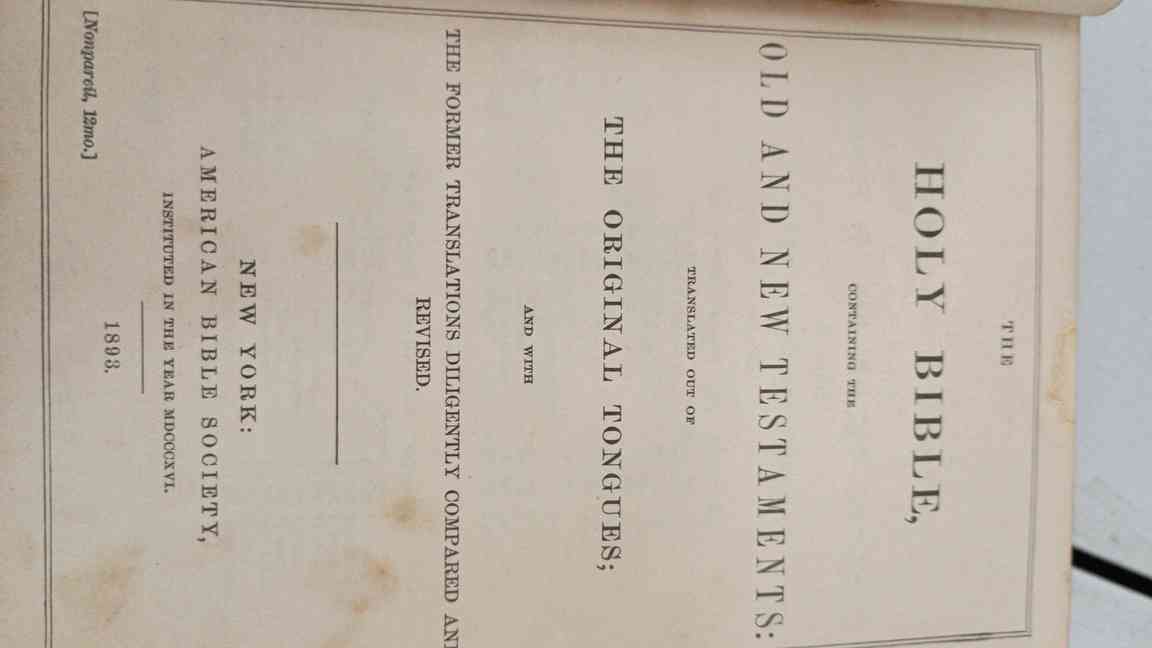 THE
HOLY BIBLE,
CONTAINING THE
OLD AND NEW TESTAMENTS:
TRANSLATED OUT OF
THE ORIGINAL TONGUES;
AND WITH
THE FORMER TRANSLATIONS DILIGENTLY COMPARED AN
REVISED.
NEW YORK:
AMERICAN BIBLE SOCIETY,
INSTITUTED IN THE YEAR MDCCCXVI.
1893.
[Nonpareil, 12mo.]